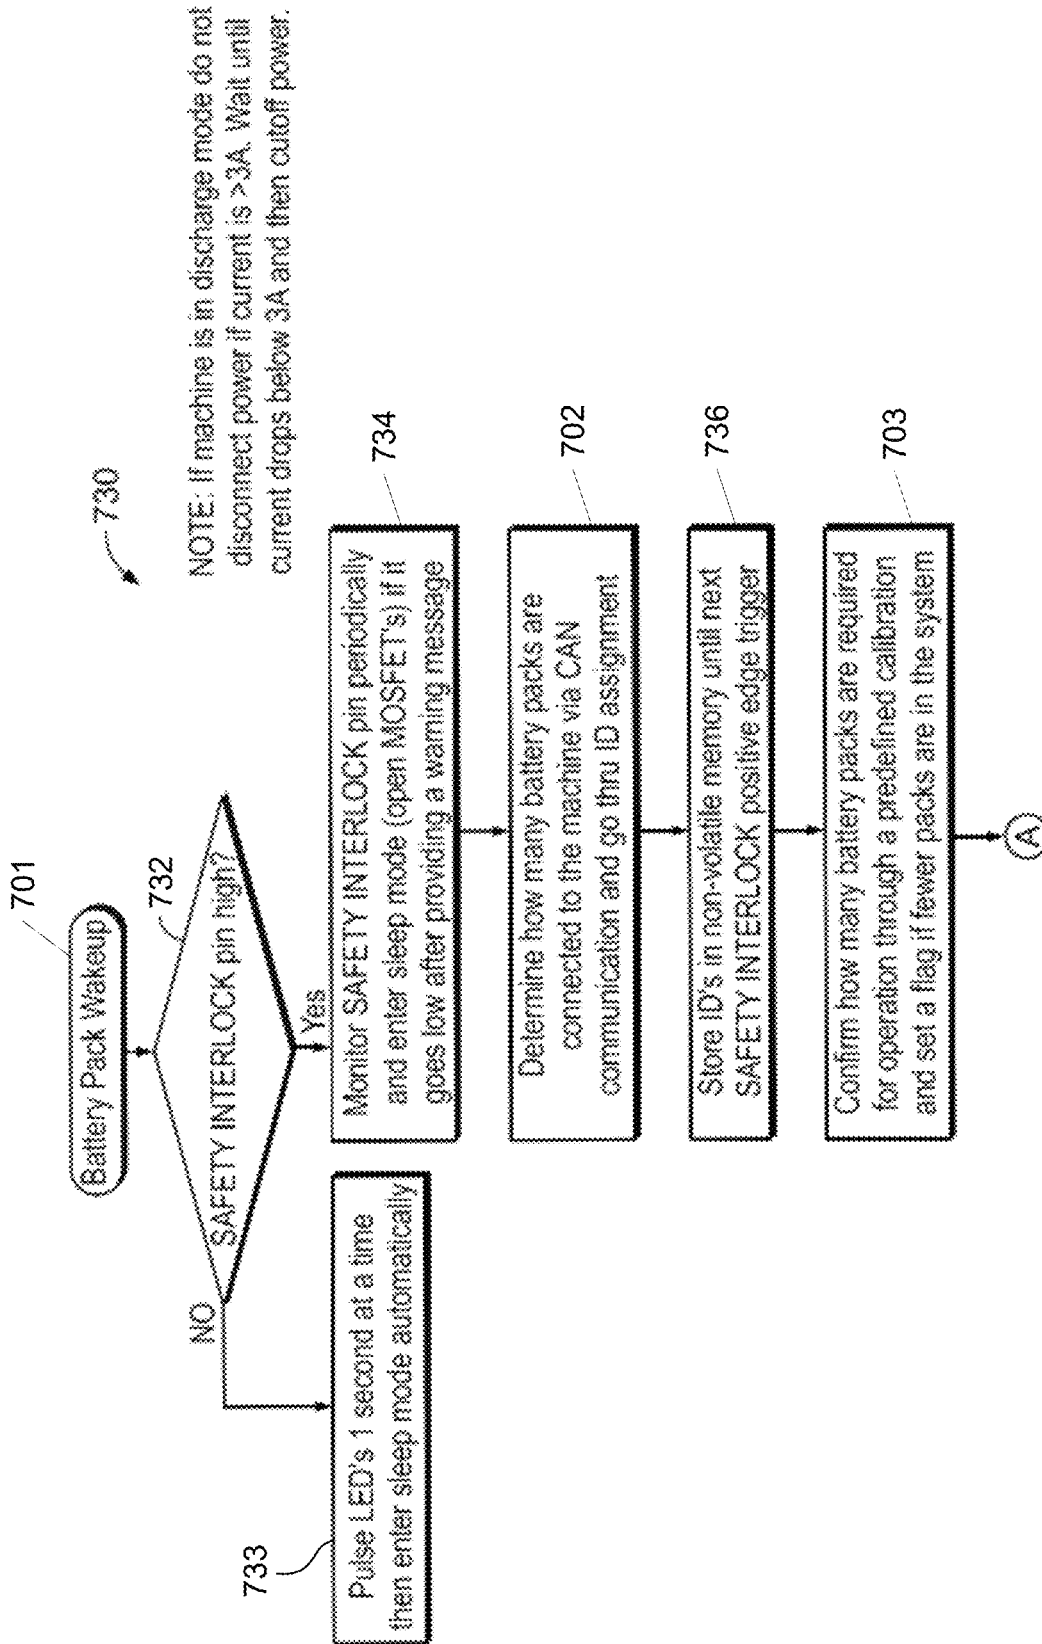 730
NOTE: If machine is in discharge mode do not
disconnect power if current is >3A. Wait until
current drops below 3A and then cutoff power.
701
Battery Pack Wakeup
732
SAFETY INTERLOCK pin high?
NO
Yes
733
Pulse LED's 1 second at a time
then enter sleep mode automatically
734
Monitor SAFETY INTERLOCK pin periodically
and enter sleep mode (open MOSFET's) if it
goes low after providing a warning message
702
Determine how many battery packs are
connected to the machine via CAN
communication and go thru ID assignment
736
Store ID's in non-volatile memory until next
SAFETY INTERLOCK positive edge trigger
703
Confirm how many battery packs are required
for operation through a predefined calibration
and set a flag if fewer packs are in the system
A